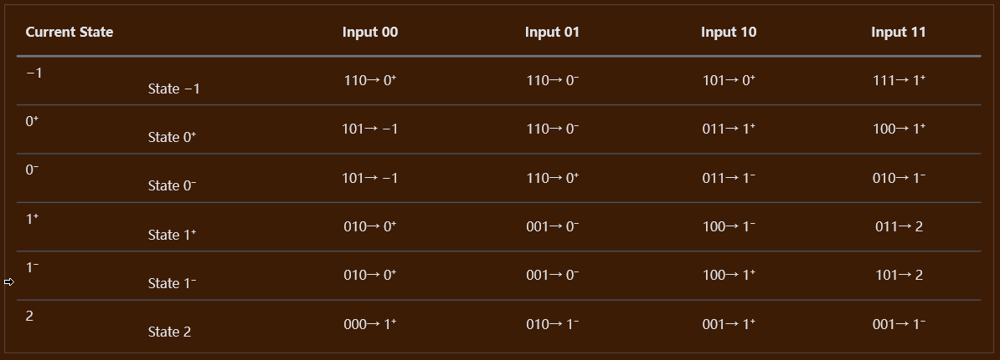 Current State Input 00 Input 01 Input 10 Input 11
−1 State −1 110→ 0⁺ 110→ 0⁻ 101→ 0⁺ 111→ 1⁺
0⁺ State 0⁺ 101→ −1 110→ 0⁻ 011→ 1⁺ 100→ 1⁺
0⁻ State 0⁻ 101→ −1 110→ 0⁺ 011→ 1⁻ 010→ 1⁻
1⁺ State 1⁺ 010→ 0⁺ 001→ 0⁻ 100→ 1⁻ 011→ 2
1⁻ State 1⁻ 010→ 0⁺ 001→ 0⁻ 100→ 1⁺ 101→ 2
2 State 2 000→ 1⁺ 010→ 1⁻ 001→ 1⁺ 001→ 1⁻